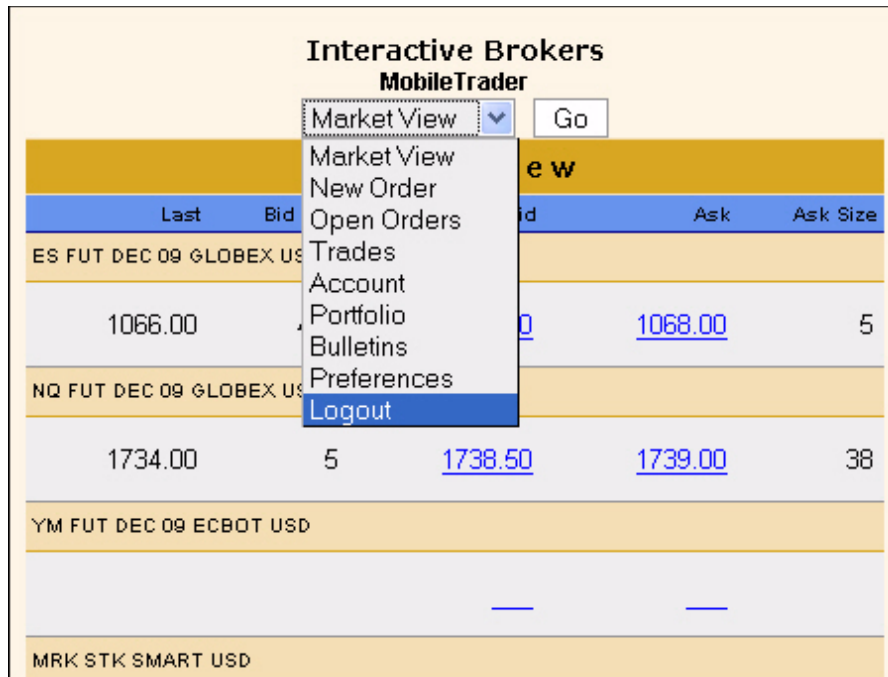 Interactive Brokers
MobileTrader
Market View Go
Market View
New Order
Open Orders
Trades
Account
Portfolio
Bulletins
Preferences
Logout
e w
Last Bid id Ask Ask Size
ES FUT DEC 09 GLOBEX US
1066.00 0 1068.00 5
NQ FUT DEC 09 GLOBEX US
1734.00 5 1738.50 1739.00 38
YM FUT DEC 09 ECBOT USD
MRK STK SMART USD